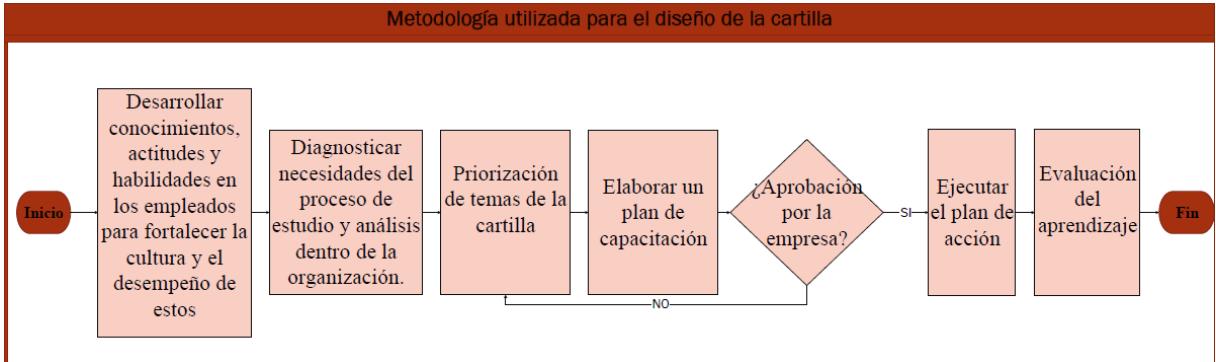 Metodología utilizada para el diseño de la cartilla
Inicio
Desarrollar
conocimientos,
actitudes y
habilidades en
los empleados
para fortalecer la
cultura y el
desempeño de
estos
Diagnosticar
necesidades del
proceso de
estudio y análisis
dentro de la
organización.
Priorización
de temas de la
cartilla
Elaborar un
plan de
capacitación
¿Aprobación
por la
empresa?
SI
NO
Ejecutar
el plan de
acción
Evaluación
del
aprendizaje
Fin